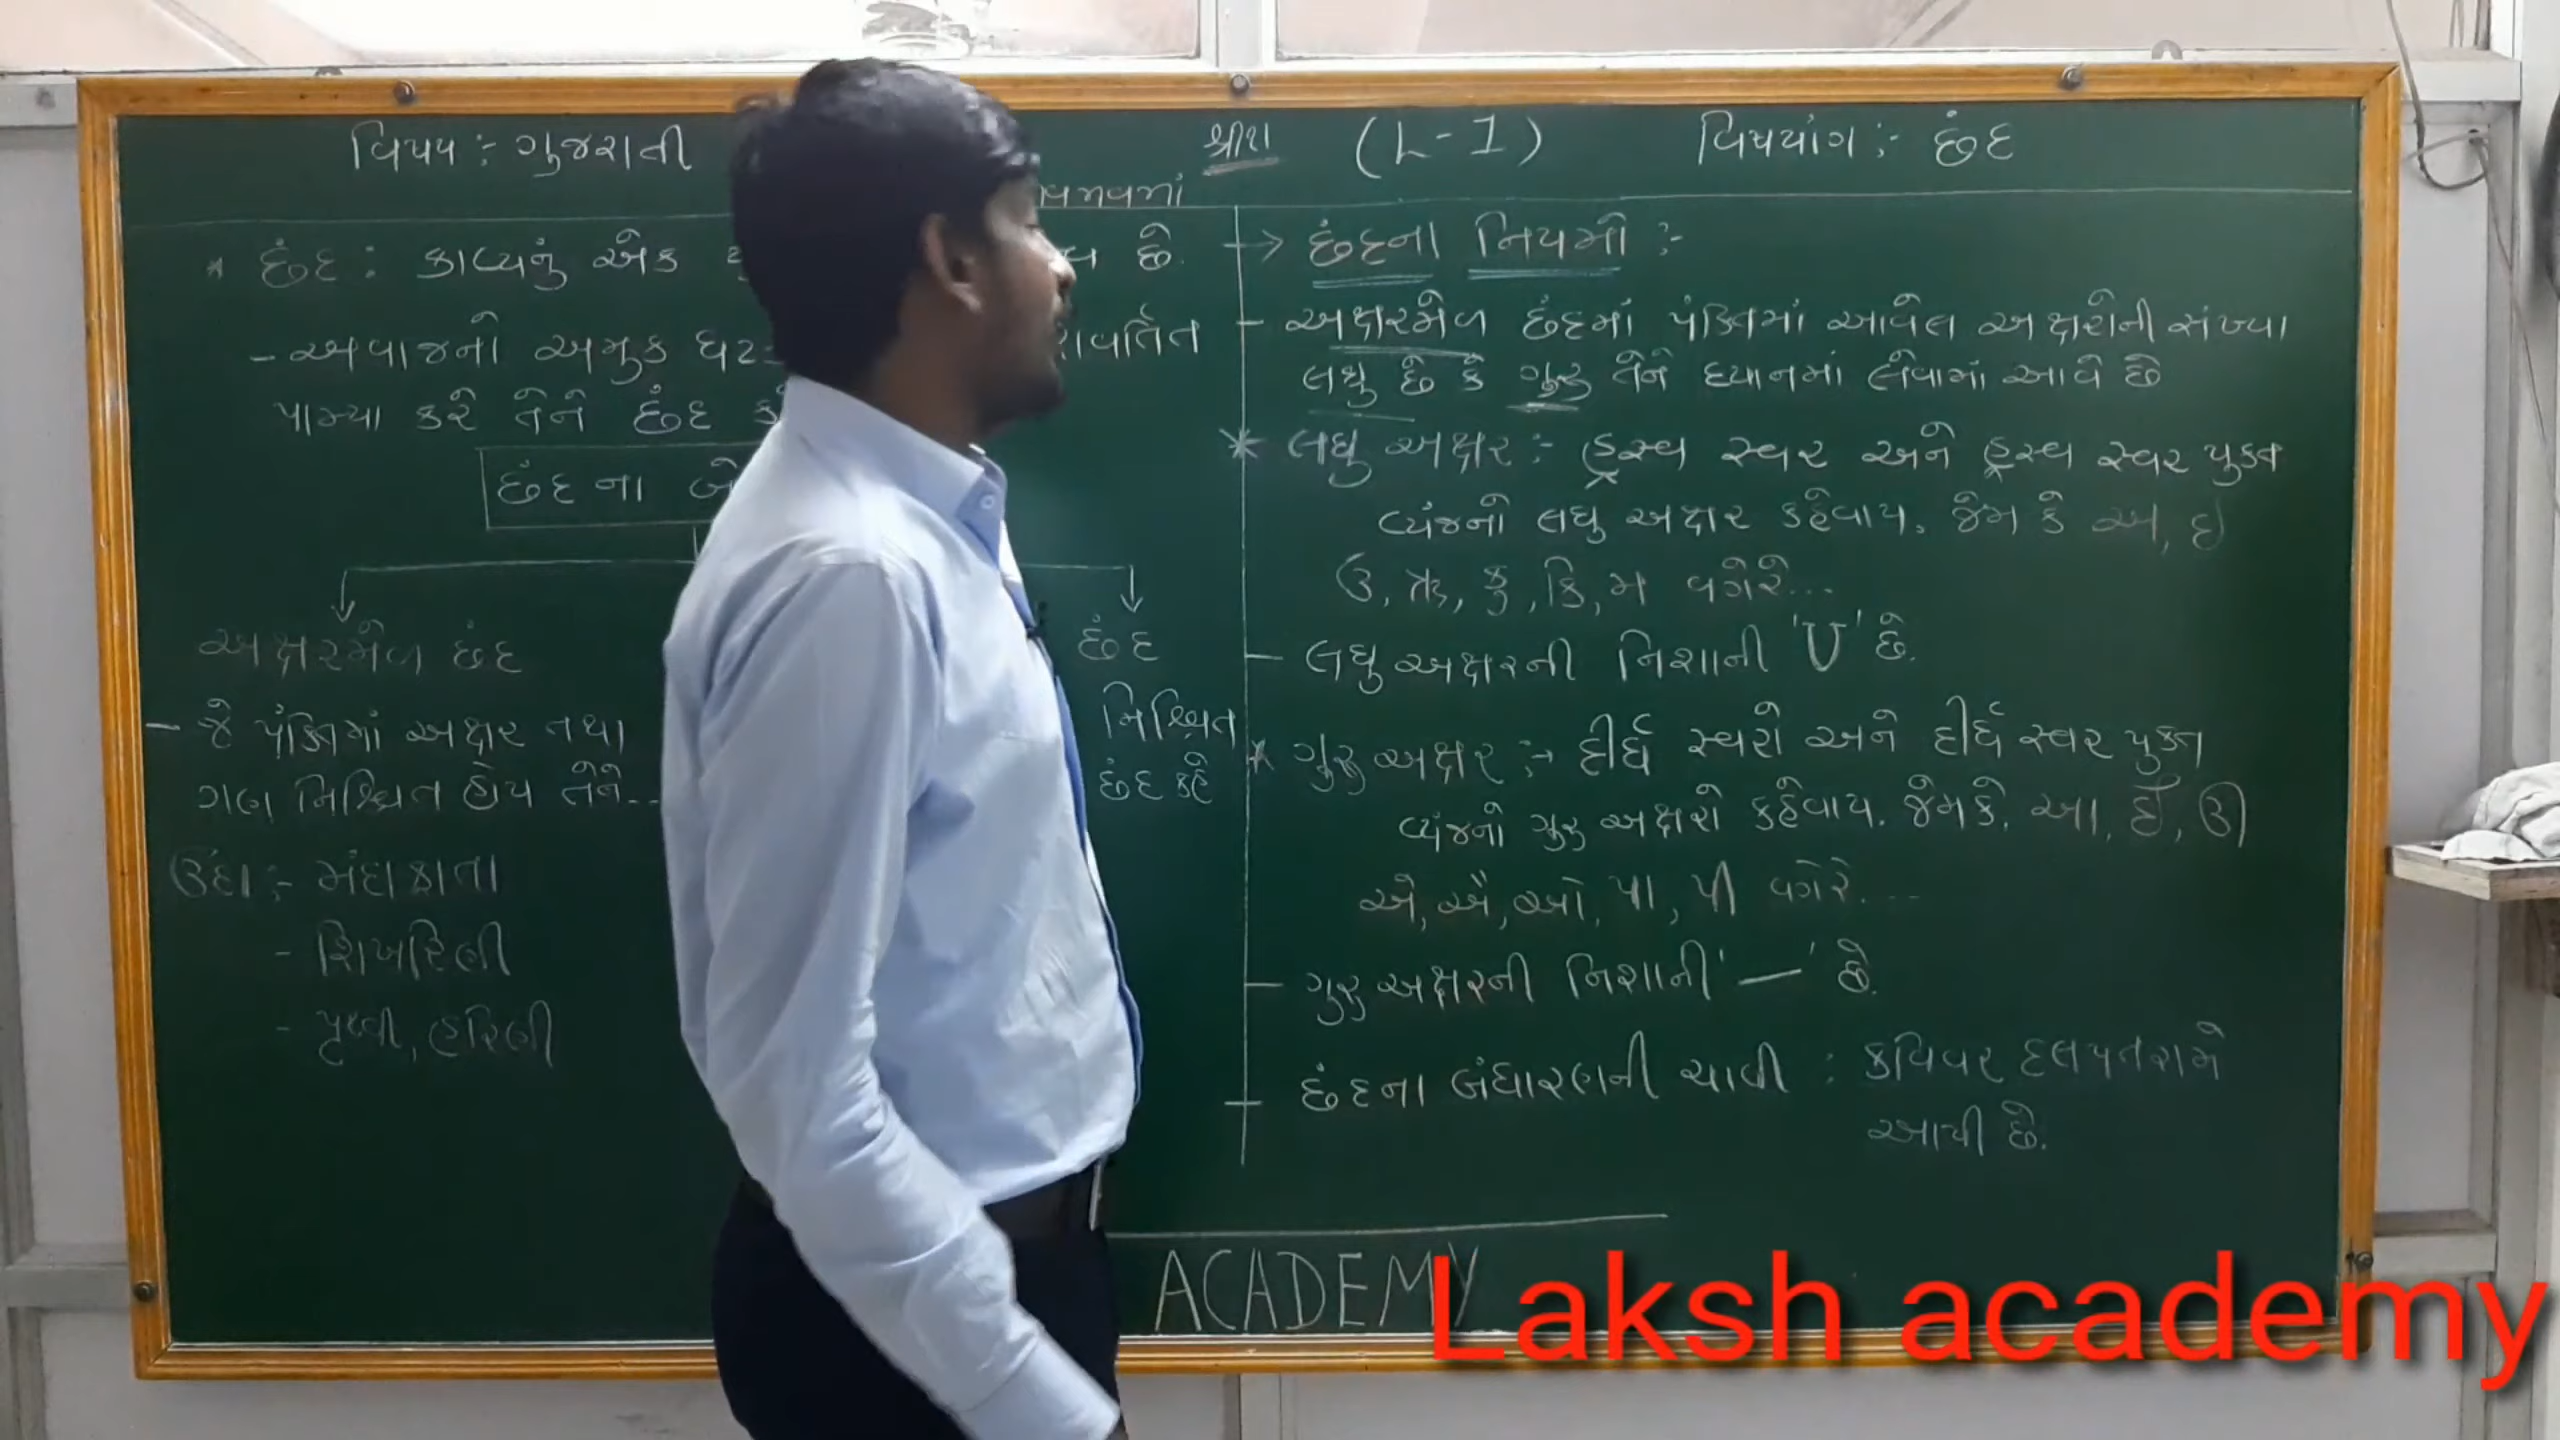 વિષય :- ગુજરાતી
(L-1)
વિષયાંગ :- છંદ
* છંદ : કાવ્યનું એક
છે.
- અવાજની અમુક
પામ્યા કરે તેને છંદ
છંદ ના બે
અક્ષરમેળ છંદ
છંદ
- જે પંક્તિમાં અક્ષર તથા
ગણ નિશ્ચિત હોય તેને...
નિશ્ચિત
છંદ કહે
ઉદા :- મંદાક્રાતા
- શિખરિણી
- પૃથ્વી, હરિણી
→ છંદના નિયમો :-
- અક્ષરમેળ છંદમાં પંક્તિમાં આવેલ અક્ષરોની સંખ્યા
લઘુ છે કે ગુરુ તેને ધ્યાનમાં લેવામાં આવે છે
* લઘુ અક્ષર :- હ્રસ્વ સ્વર અને હ્રસ્વ સ્વર યુક્ત
વ્યંજનો લઘુ અક્ષર કહેવાય. જેમ કે અ, ઇ
ઉ, ઋ, કુ, કિ, મ વગેરે...
- લઘુ અક્ષરની નિશાની 'U' છે.
* ગુરુ અક્ષર :- દીર્ઘ સ્વરો અને દીર્ઘ સ્વર યુક્ત
વ્યંજનો ગુરુ અક્ષરો કહેવાય. જેમકે. આ, ઈ, ઊ
એ, ઐ, ઓ, પા, પી વગેરે....
- ગુરુ અક્ષરની નિશાની '—' છે.
- છંદના બંધારણની ચાવી : કવિવર દલપતરામે
આપી છે.
ACADEMY
Laksh academy